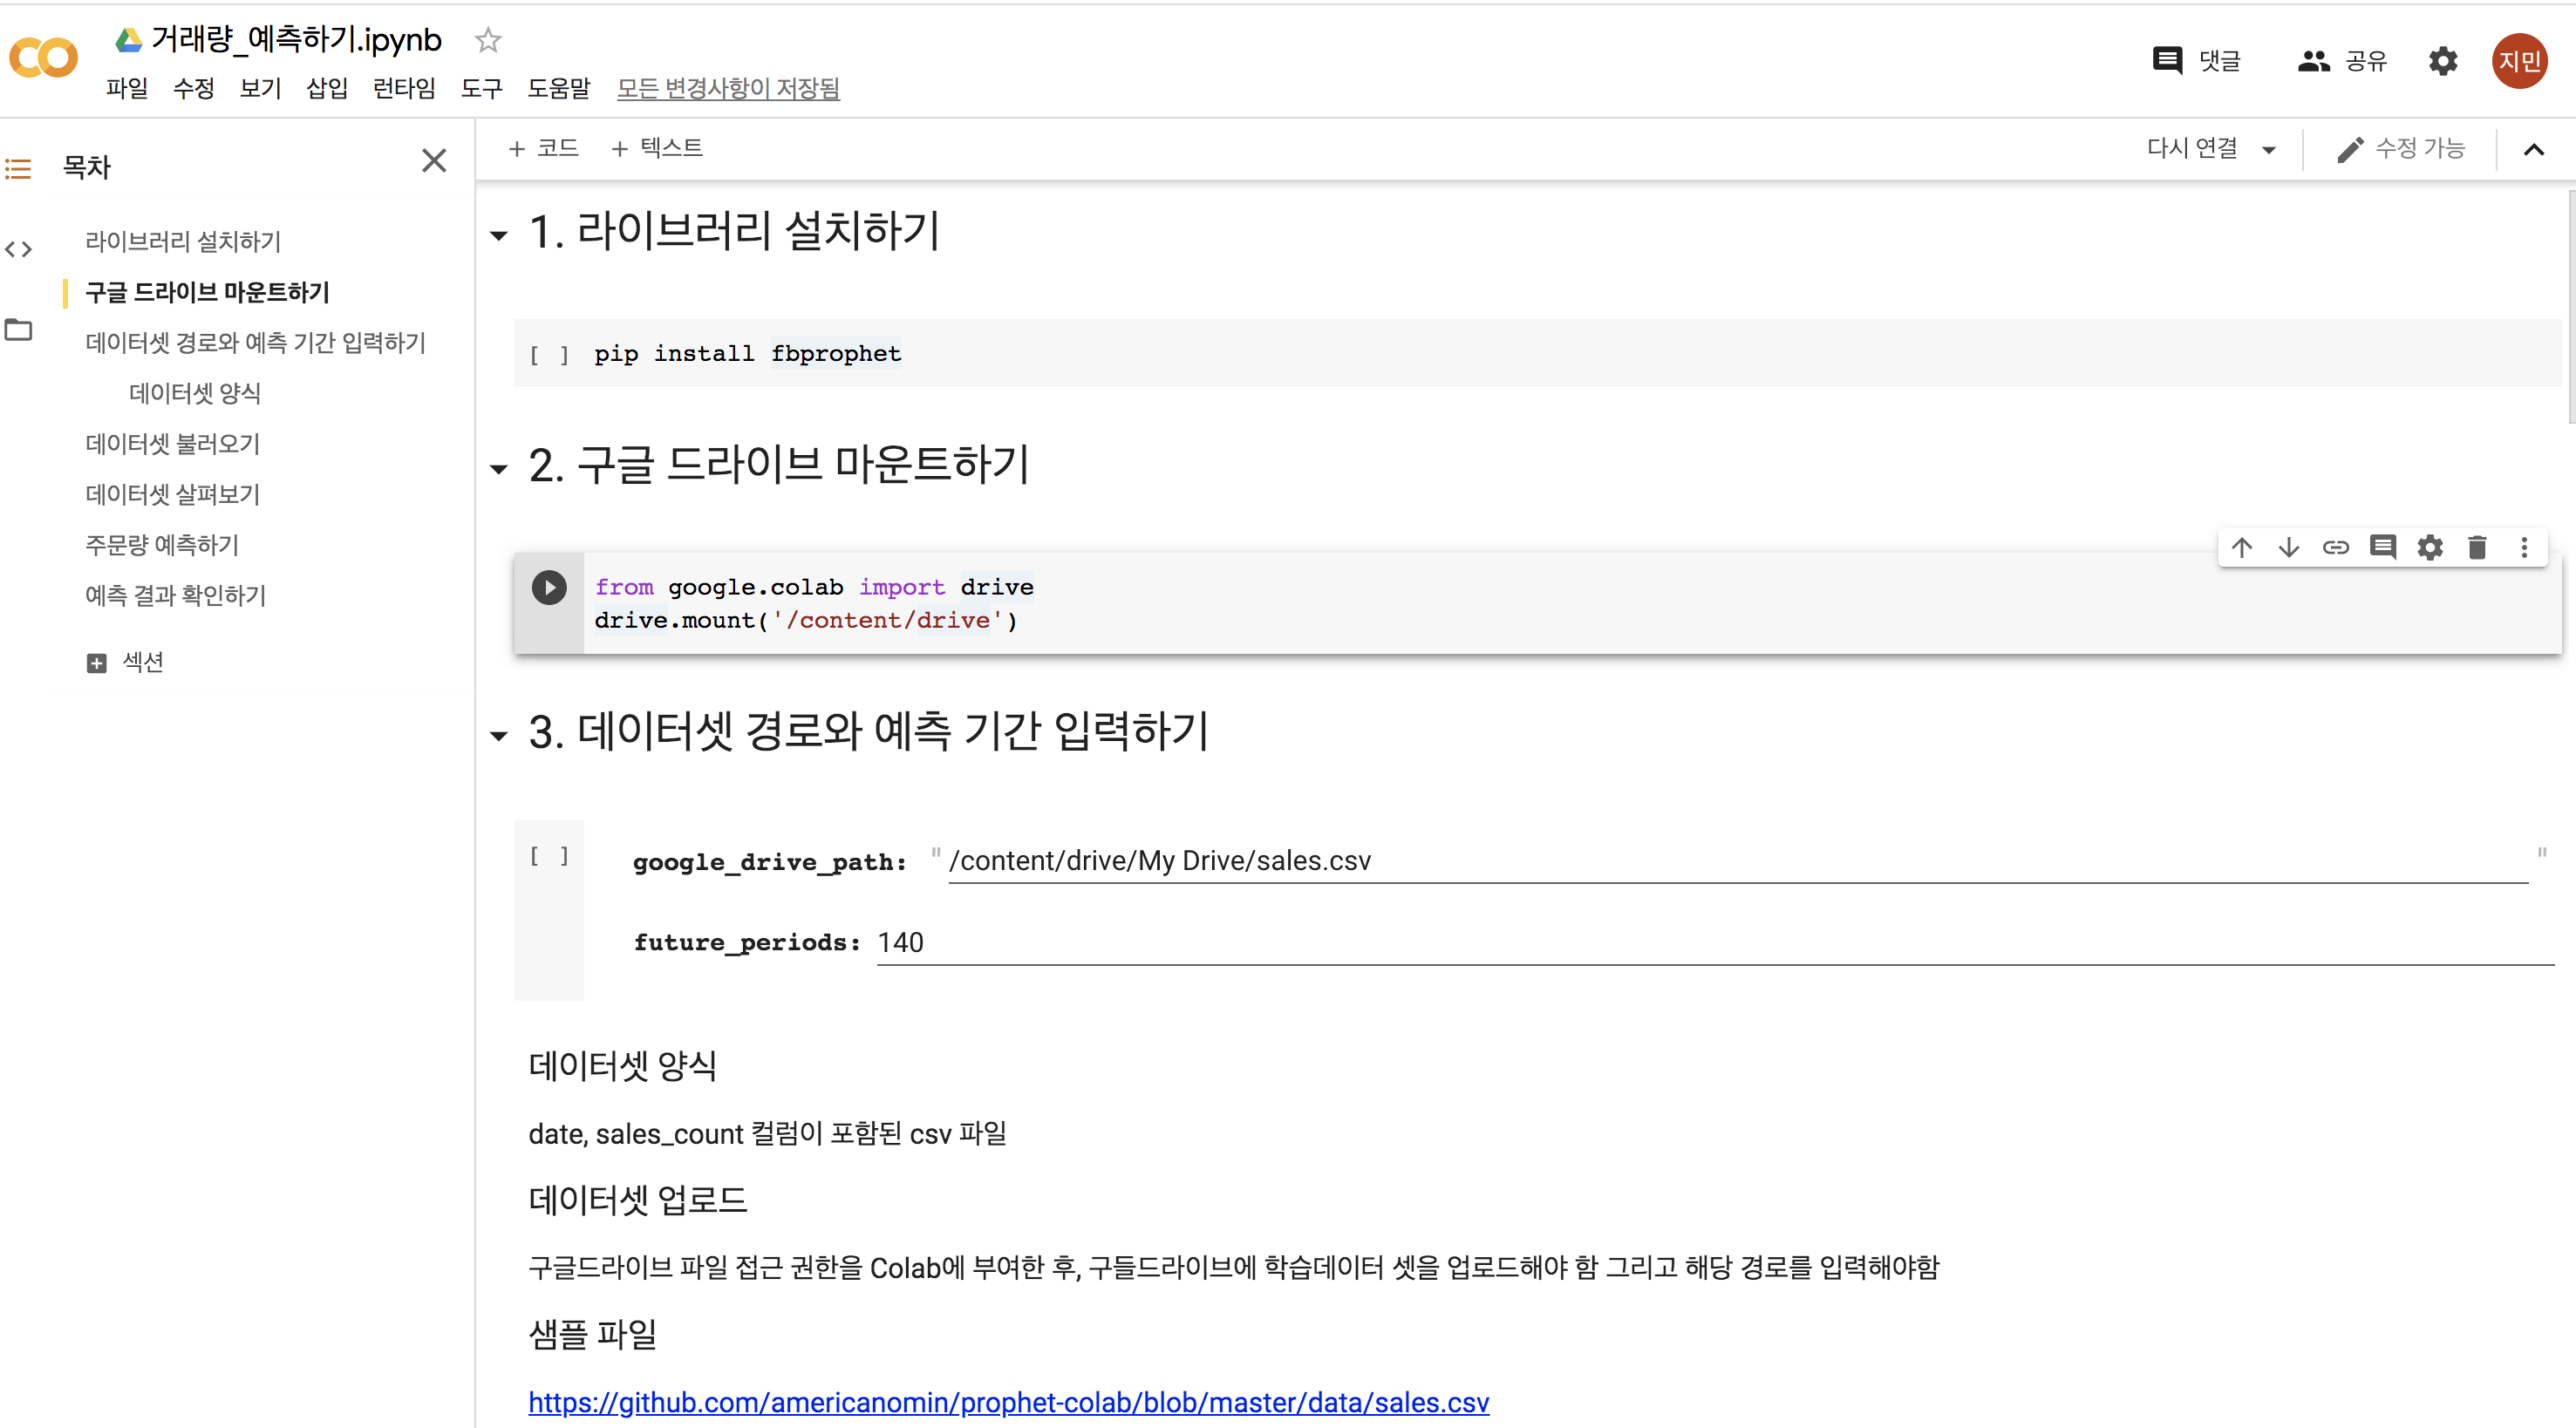 거래량_예측하기.ipynb
파일 수정 보기 삽입 런타임 도구 도움말 모든 변경사항이 저장됨
댓글 공유 지민
목차
라이브러리 설치하기
구글 드라이브 마운트하기
데이터셋 경로와 예측 기간 입력하기
데이터셋 양식
데이터셋 불러오기
데이터셋 살펴보기
주문량 예측하기
예측 결과 확인하기
섹션
+ 코드 + 텍스트
다시 연결 수정 가능
1. 라이브러리 설치하기
[ ] pip install fbprophet
2. 구글 드라이브 마운트하기
from google.colab import drive
drive.mount('/content/drive')
3. 데이터셋 경로와 예측 기간 입력하기
[ ] google_drive_path: "/content/drive/My Drive/sales.csv"
future_periods: 140
데이터셋 양식
date, sales_count 컬럼이 포함된 csv 파일
데이터셋 업로드
구글드라이브 파일 접근 권한을 Colab에 부여한 후, 구들드라이브에 학습데이터 셋을 업로드해야 함 그리고 해당 경로를 입력해야함
샘플 파일
https://github.com/americanomin/prophet-colab/blob/master/data/sales.csv